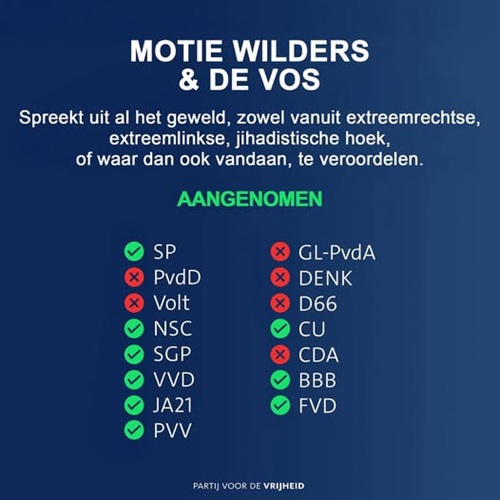 MOTIE WILDERS
& DE VOS
Spreekt uit al het geweld, zowel vanuit extreemrechtse,
extreemlinkse, jihadistische hoek,
of waar dan ook vandaan, te veroordelen.
AANGENOMEN
SP
PvdD
Volt
NSC
SGP
VVD
JA21
PVV
GL-PvdA
DENK
D66
CU
CDA
BBB
FVD
PARTIJ VOOR DE VRIJHEID